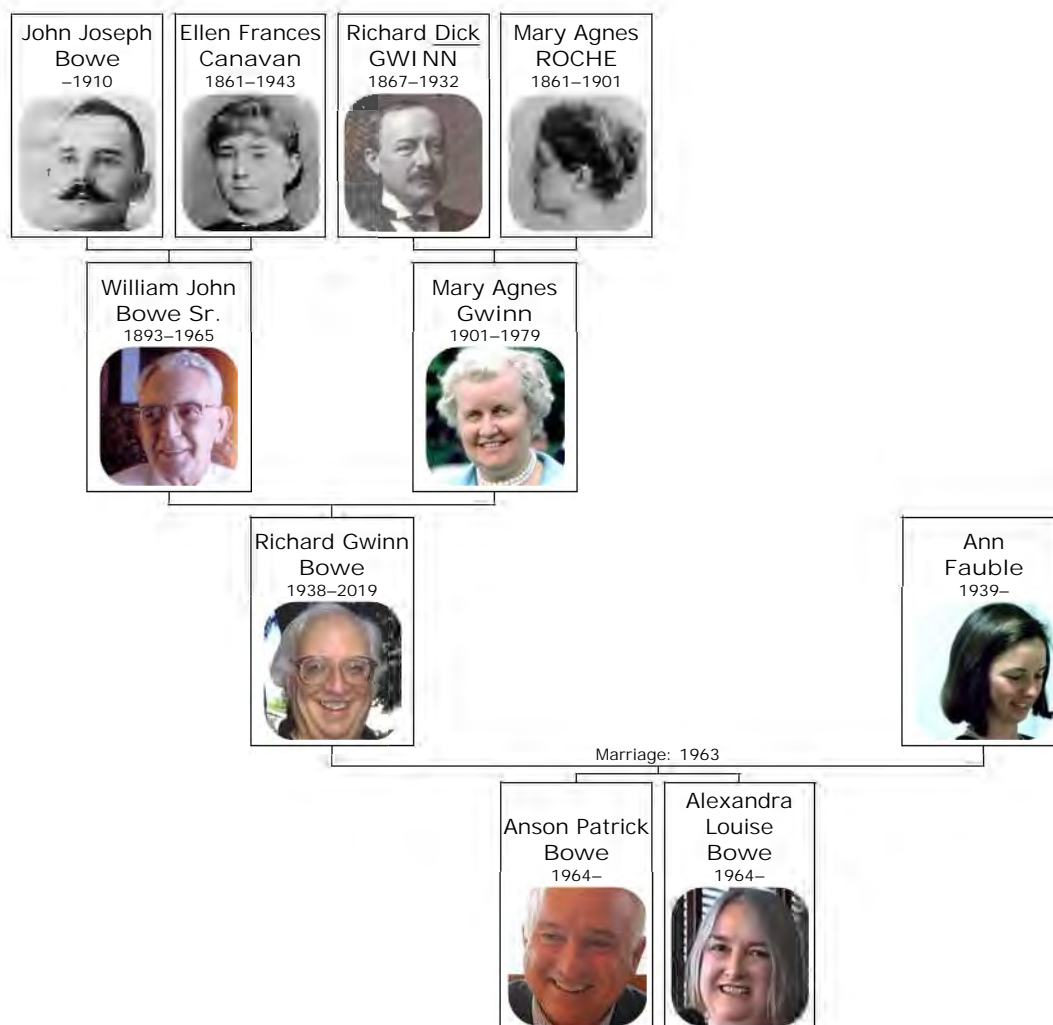 John Joseph
Bowe
–1910
Ellen Frances
Canavan
1861–1943
Richard Dick
GWINN
1867–1932
Mary Agnes
ROCHE
1861–1901
William John
Bowe Sr.
1893–1965
Mary Agnes
Gwinn
1901–1979
Richard Gwinn
Bowe
1938–2019
Ann
Fauble
1939–
Marriage: 1963
Anson Patrick
Bowe
1964–
Alexandra
Louise
Bowe
1964–